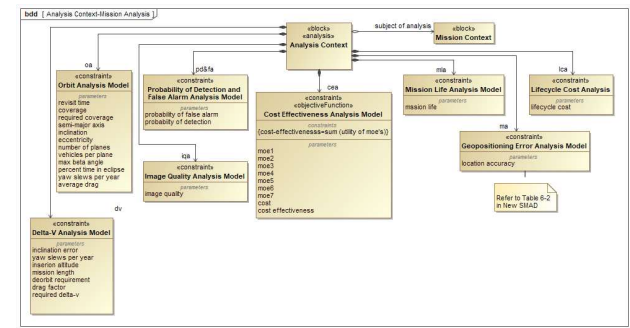 bdd [ Analysis Context-Mission Analysis ]
«block»
«analysis»
Analysis Context
subject of analysis
«block»
Mission Context
oa
«constraint»
Orbit Analysis Model
parameters
revisit time
coverage
required coverage
semi-major axis
inclination
eccentricity
number of planes
vehicles per plane
max beta angle
percent time in eclipse
yaw slews per year
average drag
pd&fa
«constraint»
Probability of Detection and
False Alarm Analysis Model
parameters
probability of false alarm
probability of detection
iqa
«constraint»
Image Quality Analysis Model
parameters
image quality
cea
«constraint»
«objectiveFunction»
Cost Effectiveness Analysis Model
constraints
{cost-effectivenesss=sum (utility of moe's)}
parameters
moe1
moe2
moe3
moe4
moe5
moe6
moe7
cost
cost effectiveness
mla
«constraint»
Mission Life Analysis Model
parameters
mission life
lca
«constraint»
Lifecycle Cost Analysis
parameters
lifecycle cost
ma
«constraint»
Geopositioning Error Analysis Model
parameters
location accuracy
Refer to Table 6-2
in New SMAD
dv
«constraint»
Delta-V Analysis Model
parameters
inclination error
yaw slews per year
inserion altitude
mission length
deorbit requirement
drag factor
required delta-v